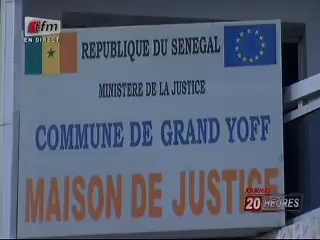 tfm
EN DIRECT
REPUBLIQUE DU SENEGAL
MINISTERE DE LA JUSTICE
COMMUNE DE GRAND YOFF
MAISON DE JUSTICE
JOURNAL
20 HEURES